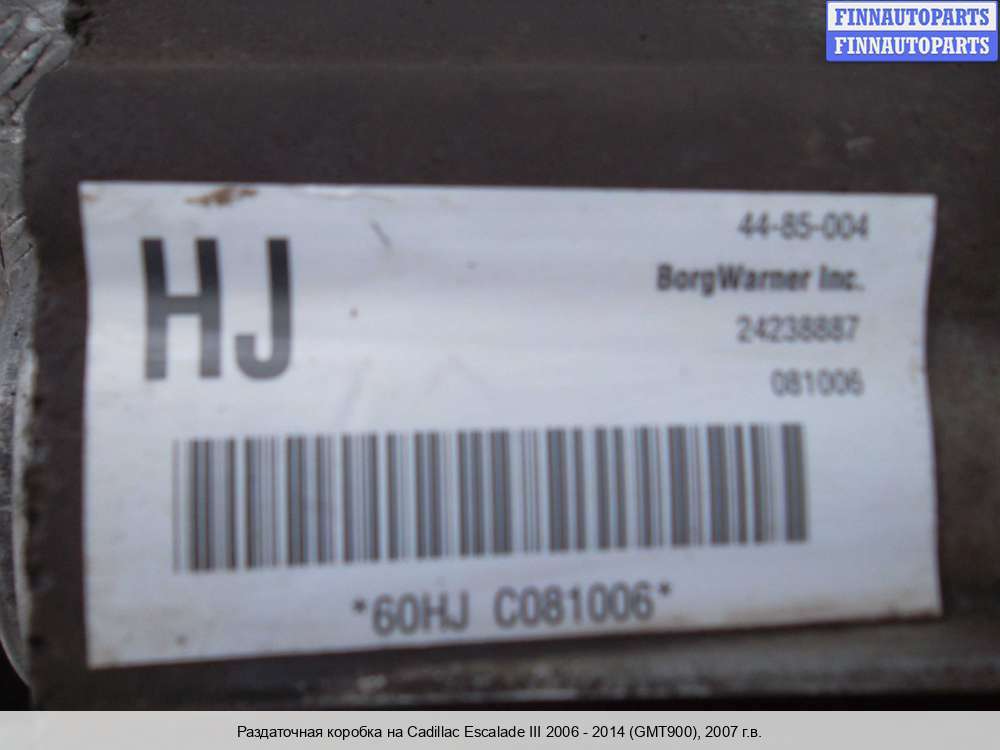 FINNAUTOPARTS
FINNAUTOPARTS
44-85-004
HJ
BorgWarner Inc.
24238887
081006
*60HJ C081006*
Раздаточная коробка на Cadillac Escalade III 2006 - 2014 (GMT900), 2007 г.в.